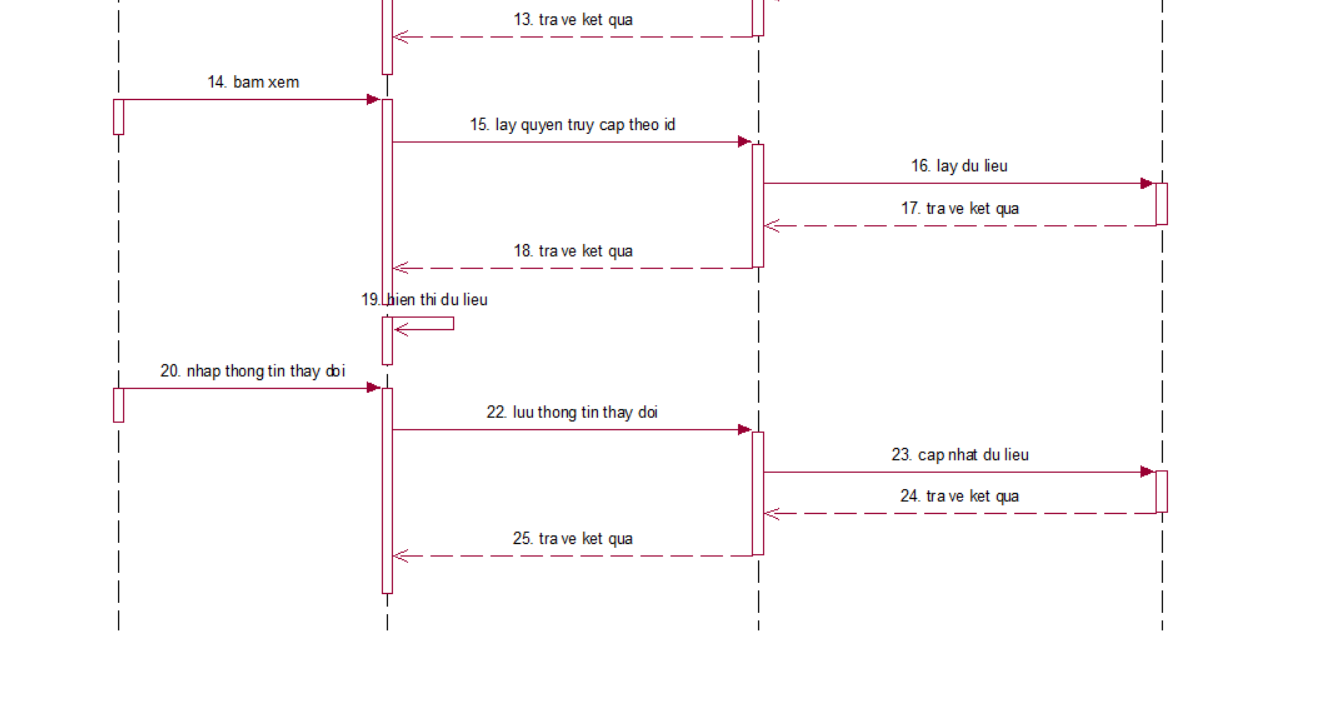 13. tra ve ket qua
14. bam xem
15. lay quyen truy cap theo id
16. lay du lieu
17. tra ve ket qua
18. tra ve ket qua
19. hien thi du lieu
20. nhap thong tin thay doi
22. luu thong tin thay doi
23. cap nhat du lieu
24. tra ve ket qua
25. tra ve ket qua